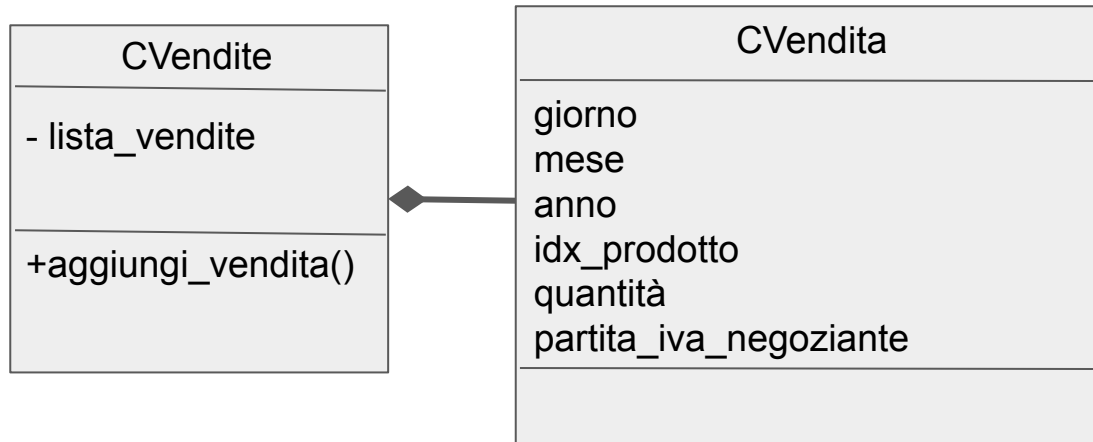 CVendite
- lista_vendite
+aggiungi_vendita()
CVendita
giorno
mese
anno
idx_prodotto
quantità
partita_iva_negoziante